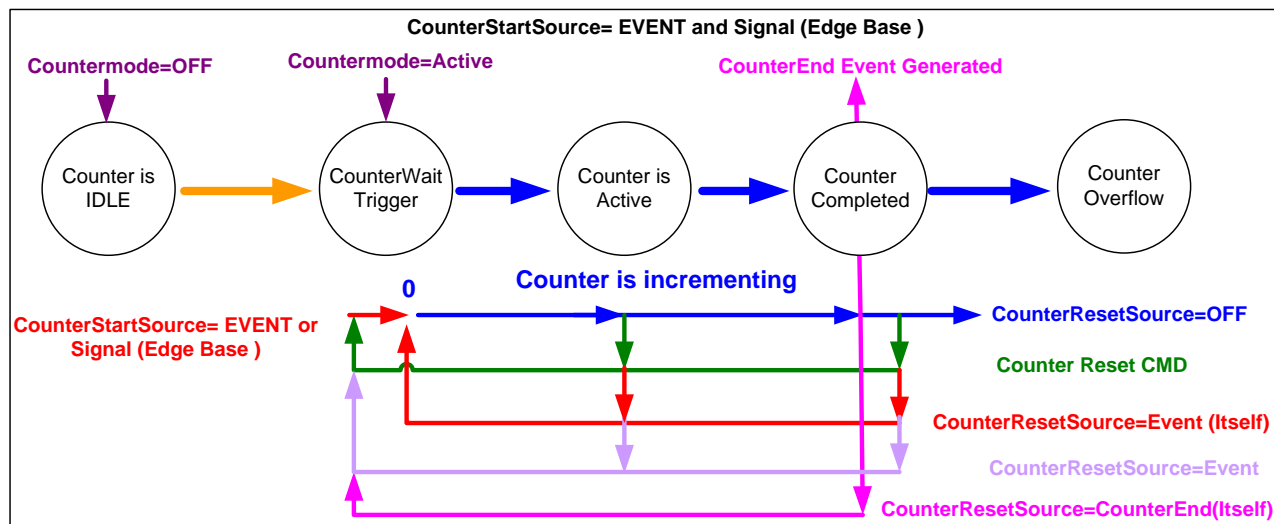 CounterStartSource= EVENT and Signal (Edge Base )
Countermode=OFF
Countermode=Active
CounterEnd Event Generated
Counter is
IDLE
CounterWait
Trigger
Counter is
Active
Counter
Completed
Counter
Overflow
Counter is incrementing
0
CounterStartSource= EVENT or
Signal (Edge Base )
CounterResetSource=OFF
Counter Reset CMD
CounterResetSource=Event (Itself)
CounterResetSource=Event
CounterResetSource=CounterEnd(Itself)